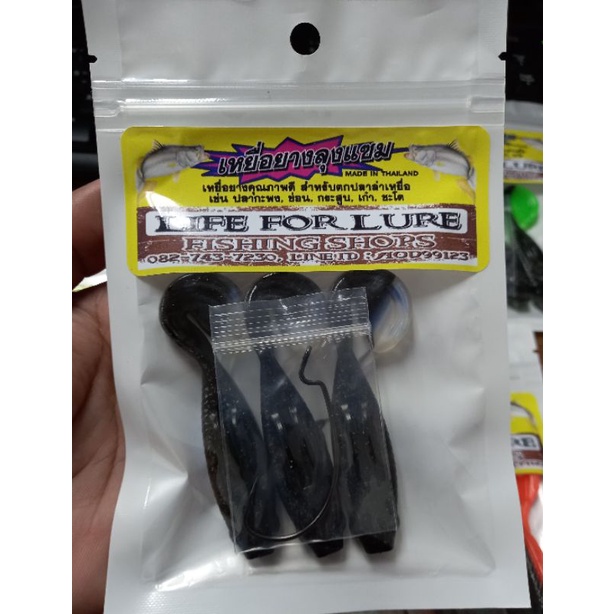 เหยื่อยางลุงแซม
MADE IN THAILAND
เหยื่อยางคุณภาพดี สำหรับตกปลาล่าเหยื่อ
เช่น ปลากะพง, ช่อน, กระสูบ, เก๋า, ชะโด
LIFE FOR LURE
FISHING SHOPS
082-743-7230, LINE ID